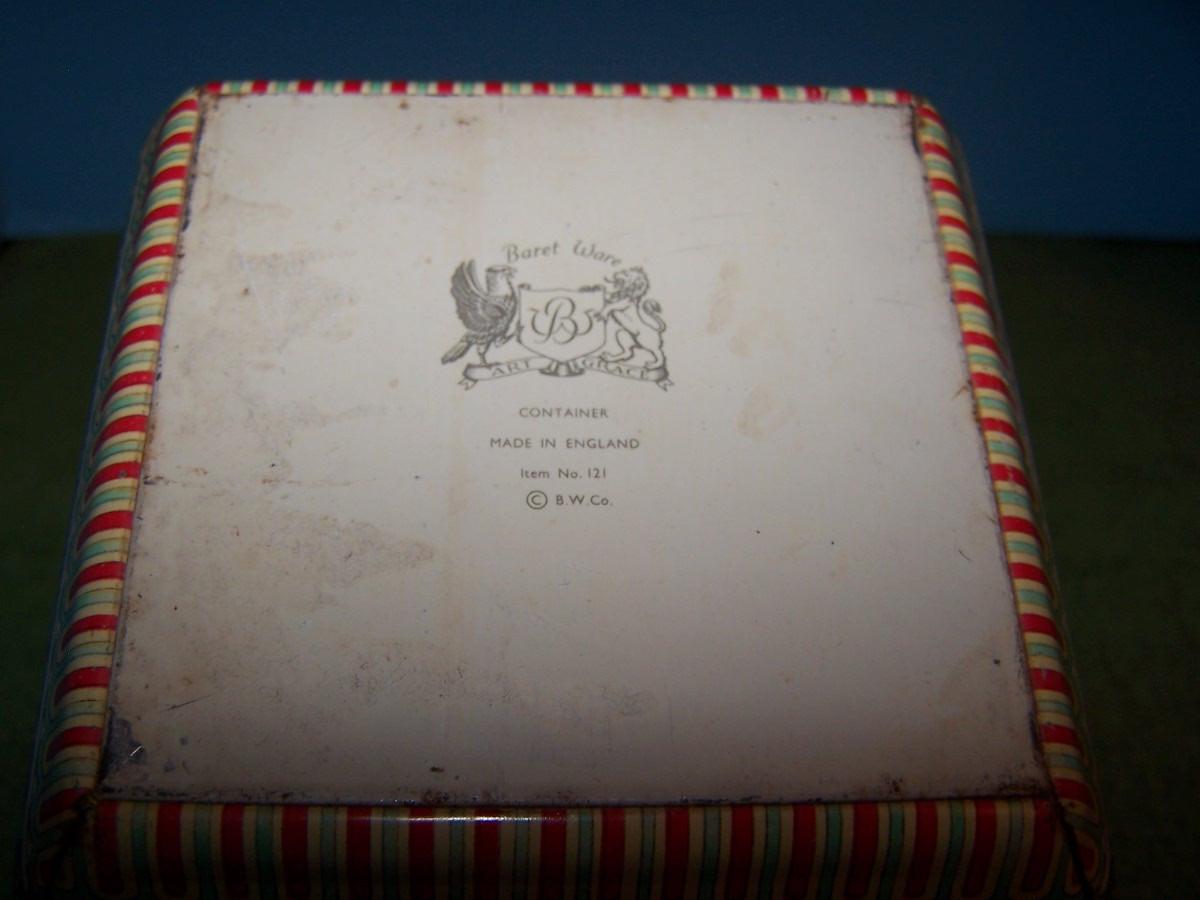 Baret Ware
B
ART GRACE
CONTAINER
MADE IN ENGLAND
Item No. 121
© B.W.Co.